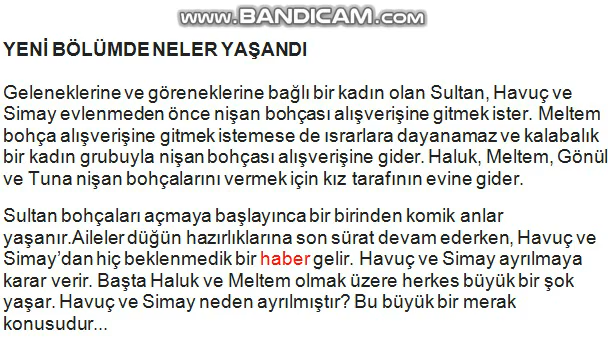 www.BANDICAM.com
YENİ BÖLÜMDE NELER YAŞANDI
Geleneklerine ve göreneklerine bağlı bir kadın olan Sultan, Havuç ve
Simay evlenmeden önce nişan bohçası alışverişine gitmek ister. Meltem
bohça alışverişine gitmek istemese de ısrarlara dayanamaz ve kalabalık
bir kadın grubuyla nişan bohçası alışverişine gider. Haluk, Meltem, Gönül
ve Tuna nişan bohçalarını vermek için kız tarafının evine gider.
Sultan bohçaları açmaya başlayınca bir birinden komik anlar
yaşanır.Aileler düğün hazırlıklarına son sürat devam ederken, Havuç ve
Simay’dan hiç beklenmedik bir haber gelir. Havuç ve Simay ayrılmaya
karar verir. Başta Haluk ve Meltem olmak üzere herkes büyük bir şok
yaşar. Havuç ve Simay neden ayrılmıştır? Bu büyük bir merak
konusudur...